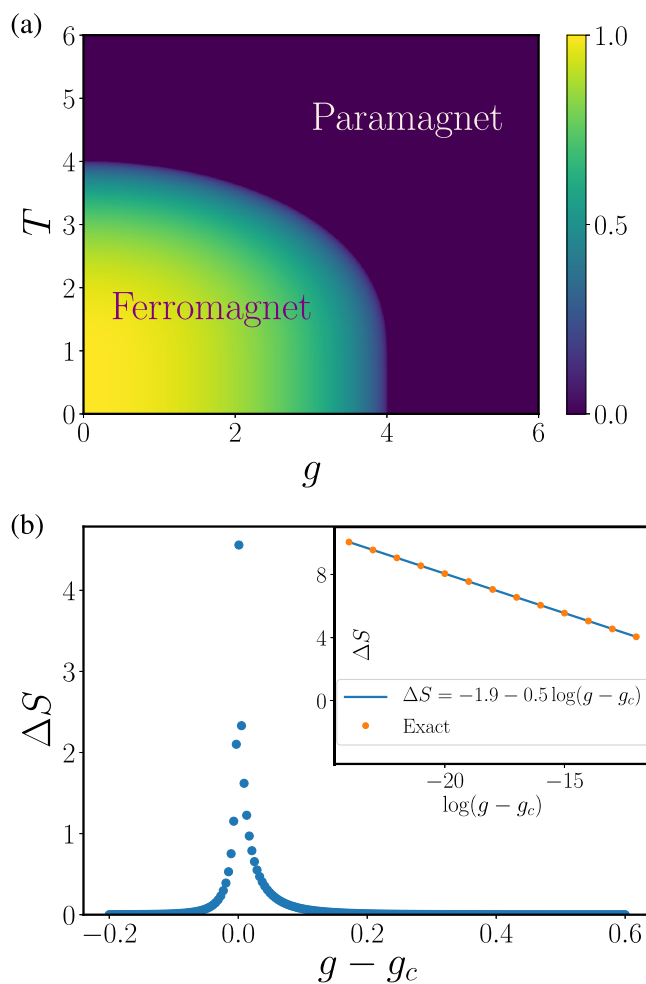 (a)
6
5
4
3
2
1
0
T
Paramagnet
Ferromagnet
0
2
4
6
g
1.0
0.5
0.0
(b)
4
3
2
1
0
ΔS
−0.2
0.0
0.2
0.4
0.6
g − g_c
8
4
0
ΔS
ΔS = −1.9 − 0.5 log(g − g_c)
Exact
−20
−15
log(g − g_c)